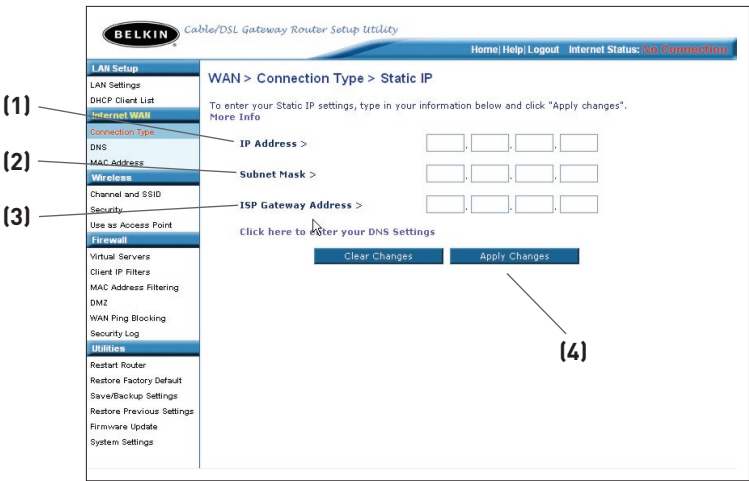 BELKIN
Cable/DSL Gateway Router Setup Utility
Home| Help| Logout Internet Status: No Connection
LAN Setup
LAN Settings
DHCP Client List
Internet WAN
Connection Type
DNS
MAC Address
Wireless
Channel and SSID
Security
Use as Access Point
Firewall
Virtual Servers
Client IP Filters
MAC Address Filtering
DMZ
WAN Ping Blocking
Security Log
Utilities
Restart Router
Restore Factory Default
Save/Backup Settings
Restore Previous Settings
Firmware Update
System Settings
WAN > Connection Type > Static IP
To enter your Static IP settings, type in your information below and click "Apply changes".
More Info
(1)
IP Address >
. . .
(2)
Subnet Mask >
. . .
(3)
ISP Gateway Address >
. . .
Click here to enter your DNS Settings
Clear Changes
Apply Changes
(4)